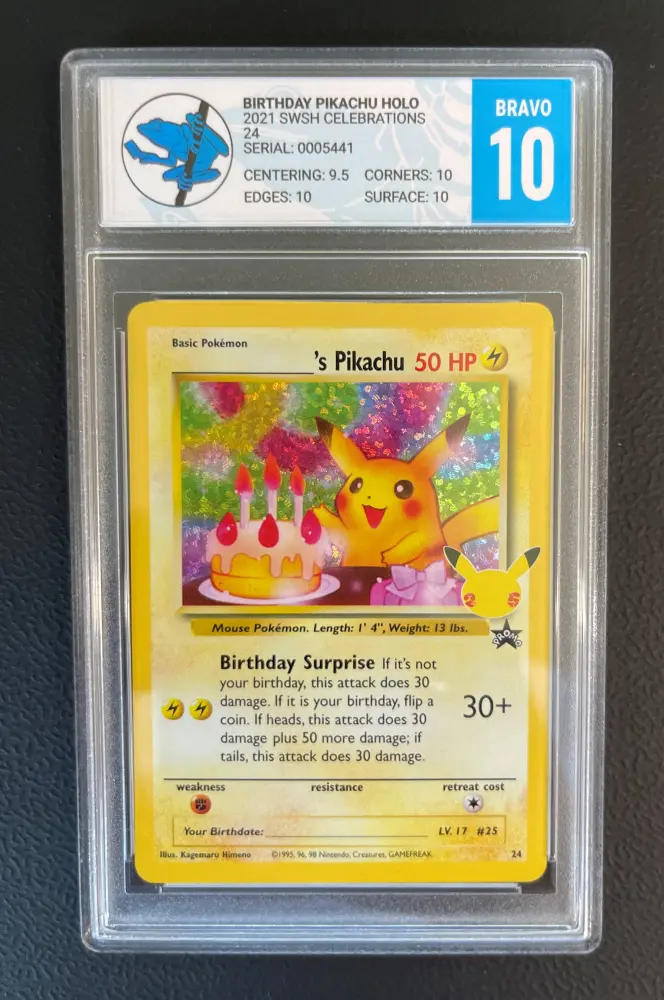 BIRTHDAY PIKACHU HOLO
2021 SWSH CELEBRATIONS
24
SERIAL: 0005441
CENTERING: 9.5 CORNERS: 10
EDGES: 10 SURFACE: 10
BRAVO
10
Basic Pokémon
's Pikachu 50 HP
25
Mouse Pokémon. Length: 1' 4", Weight: 13 lbs.
PROMO
Birthday Surprise If it's not
your birthday, this attack does 30
damage. If it is your birthday, flip a
coin. If heads, this attack does 30
damage plus 50 more damage; if
tails, this attack does 30 damage.
30+
weakness resistance retreat cost
Your Birthdate: LV. 17 #25
Illus. Kagemaru Himeno ©1995, 96, 98 Nintendo, Creatures, GAMEFREAK. 24